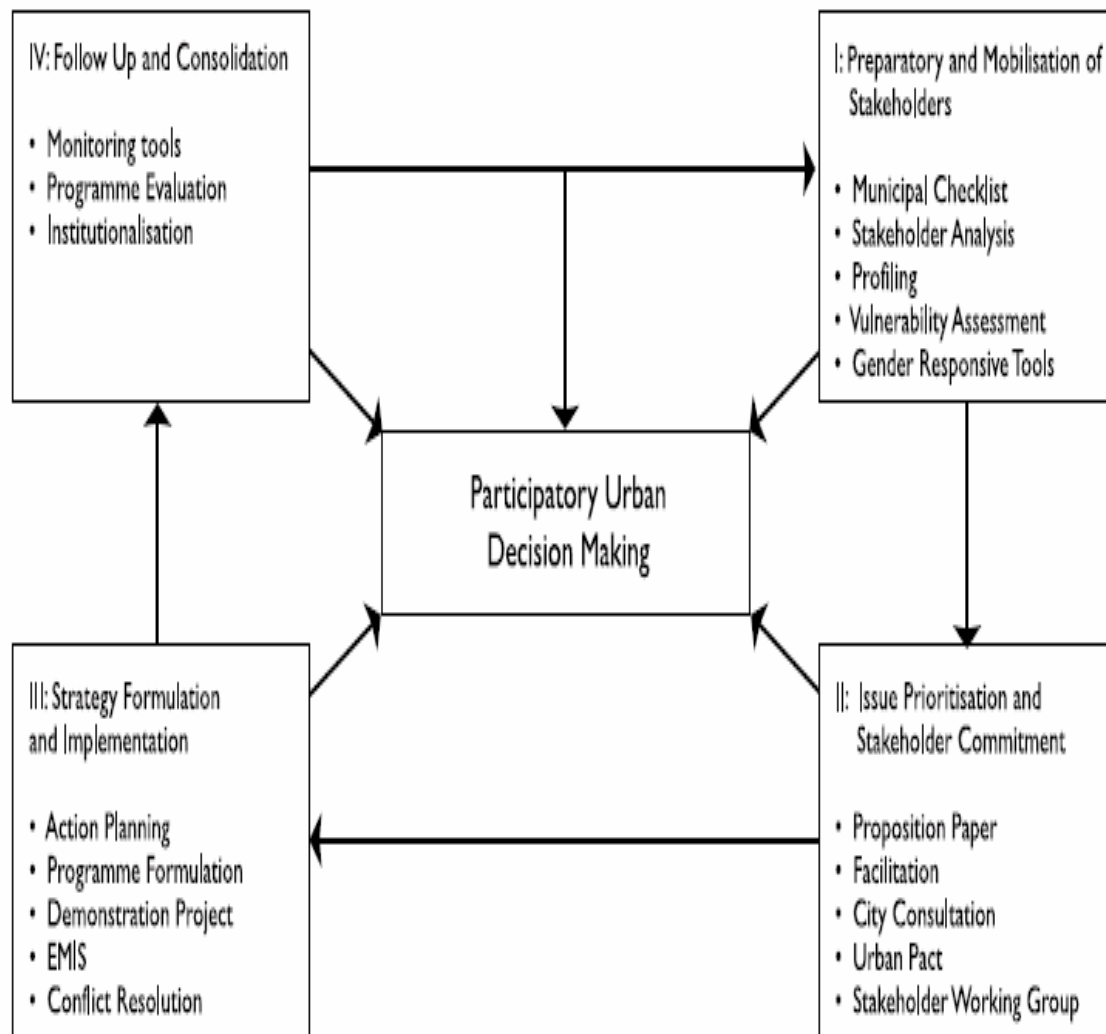 IV: Follow Up and Consolidation
• Monitoring tools
• Programme Evaluation
• Institutionalisation
I: Preparatory and Mobilisation of
Stakeholders
• Municipal Checklist
• Stakeholder Analysis
• Profiling
• Vulnerability Assessment
• Gender Responsive Tools
Participatory Urban
Decision Making
III: Strategy Formulation
and Implementation
• Action Planning
• Programme Formulation
• Demonstration Project
• EMIS
• Conflict Resolution
II: Issue Prioritisation and
Stakeholder Commitment
• Proposition Paper
• Facilitation
• City Consultation
• Urban Pact
• Stakeholder Working Group